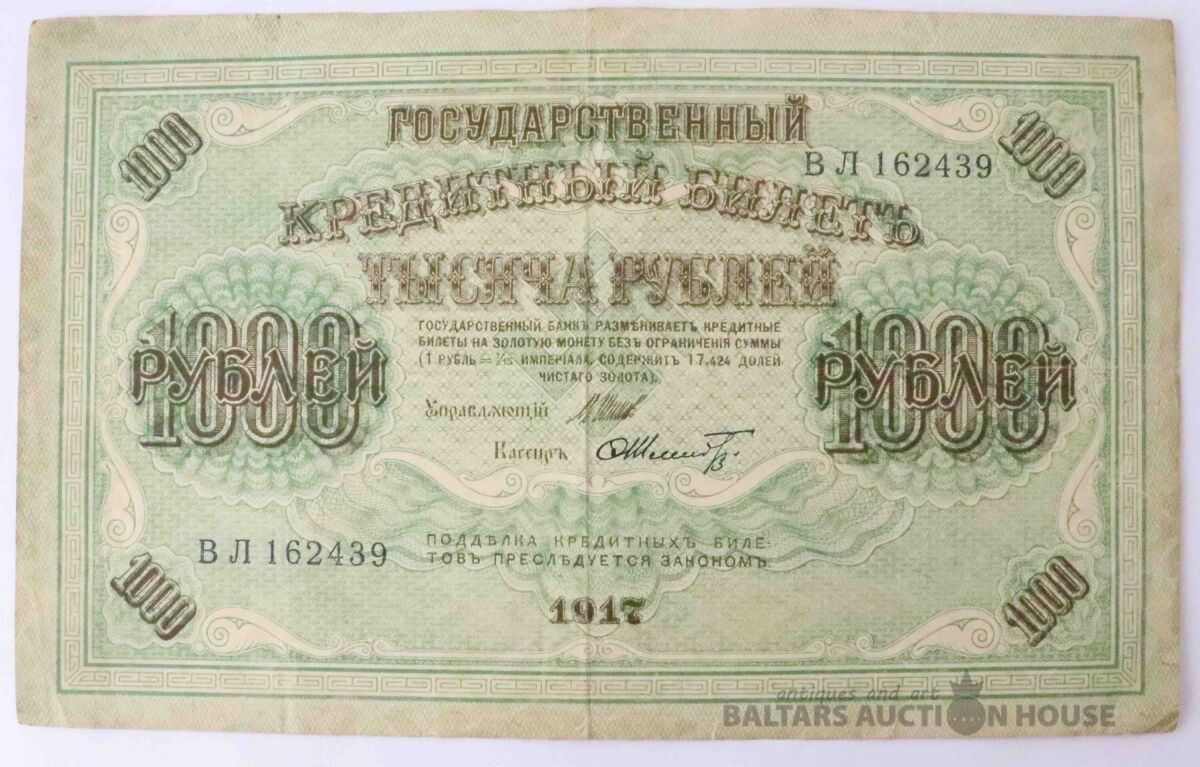 1000
ГОСУДАРСТВЕННЫЙ
1000
ВЛ 162439
КРЕДИТНЫЙ БИЛЕТЪ
ТЫСЯЧА РУБЛЕЙ
1000
РУБЛЕЙ
ГОСУДАРСТВЕННЫЙ БАНКЪ РАЗМѢНИВАЕТЪ КРЕДИТНЫЕ
БИЛЕТЫ НА ЗОЛОТУЮ МОНЕТУ БЕЗЪ ОГРАНИЧЕНІЯ СУММЫ
(1 РУБЛЬ = 1/15 ИМПЕРІАЛА, СОДЕРЖИТЪ 17,424 ДОЛЕЙ
ЧИСТАГО ЗОЛОТА).
1000
РУБЛЕЙ
Управляющій
Кассиръ
ВЛ 162439
ПОДДѢЛКА КРЕДИТНЫХЪ БИЛЕ-
ТОВЪ ПРЕСЛѢДУЕТСЯ ЗАКОНОМЪ.
1000
1917
1000
antiques and art
BALTARS AUCTION HOUSE